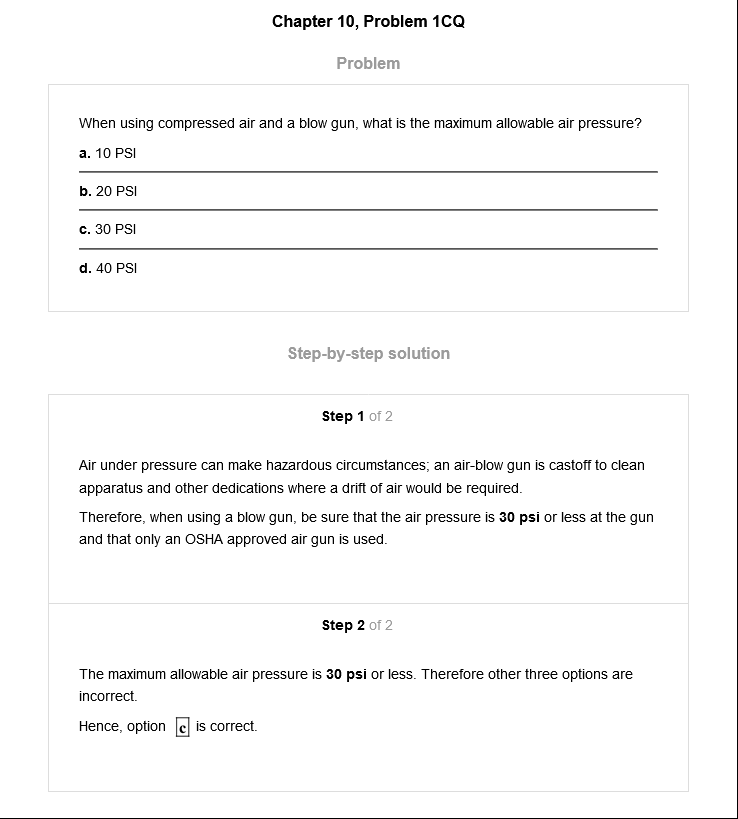 Chapter 10, Problem 1CQ
Problem
When using compressed air and a blow gun, what is the maximum allowable air pressure?
a. 10 PSI
b. 20 PSI
c. 30 PSI
d. 40 PSI
Step-by-step solution
Step 1 of 2
Air under pressure can make hazardous circumstances; an air-blow gun is castoff to clean
apparatus and other dedications where a drift of air would be required.
Therefore, when using a blow gun, be sure that the air pressure is 30 psi or less at the gun
and that only an OSHA approved air gun is used.
Step 2 of 2
The maximum allowable air pressure is 30 psi or less. Therefore other three options are
incorrect.
Hence, option c is correct.